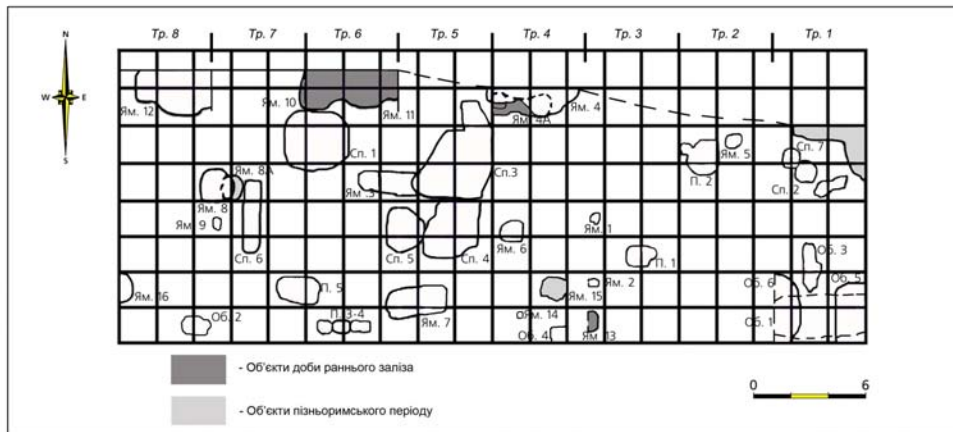 Тр. 8 Тр. 7 Тр. 6 Тр. 5 Тр. 4 Тр. 3 Тр. 2 Тр. 1
N
W E
S
Ям. 12
Ям. 10
Ям. 11
Ям. 4А
Ям. 4
Сп. 1
Ям. 5
Сп. 7
Ям. 8А
Ям .3
Сп.3
П. 2
Сп. 2
Ям. 8
Ям. 9
Ям. 6
Ям. 1
Сп. 6
Сп. 5
Сп. 4
П. 1
Об. 3
Об. 6
Об. 5
Ям. 16
П. 5
Ям. 15
Ям. 2
Об. 2
П. 3-4
Ям. 7
Ям. 14
Об. 4
Ям. 13
Об. 1
- Об'єкти доби раннього заліза
0 6
- Об'єкти пізньоримського періоду